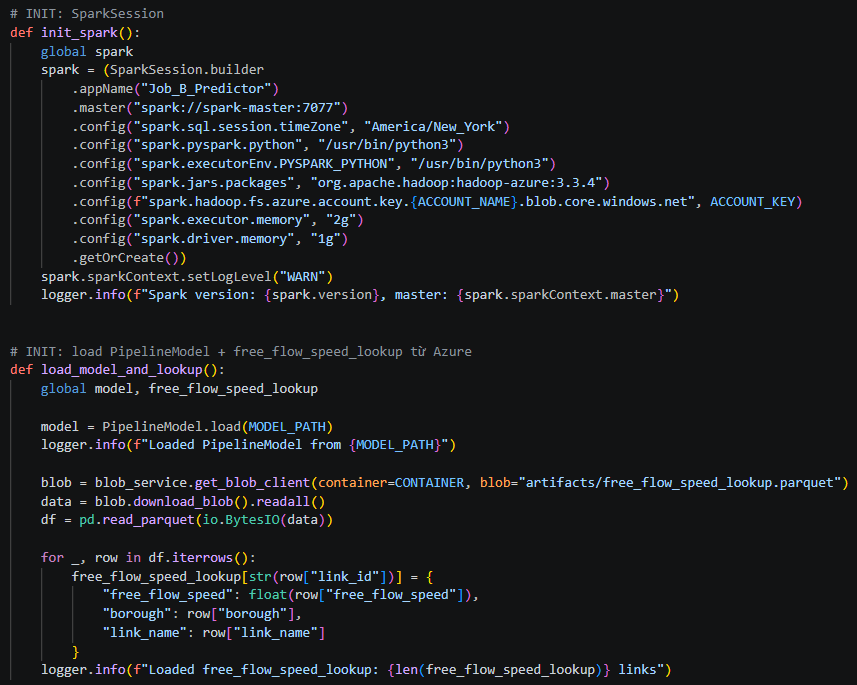 # INIT: SparkSession
def init_spark():
    global spark
    spark = (SparkSession.builder
        .appName("Job_B_Predictor")
        .master("spark://spark-master:7077")
        .config("spark.sql.session.timeZone", "America/New_York")
        .config("spark.pyspark.python", "/usr/bin/python3")
        .config("spark.executorEnv.PYSPARK_PYTHON", "/usr/bin/python3")
        .config("spark.jars.packages", "org.apache.hadoop:hadoop-azure:3.3.4")
        .config(f"spark.hadoop.fs.azure.account.key.{ACCOUNT_NAME}.blob.core.windows.net", ACCOUNT_KEY)
        .config("spark.executor.memory", "2g")
        .config("spark.driver.memory", "1g")
        .getOrCreate())
    spark.sparkContext.setLogLevel("WARN")
    logger.info(f"Spark version: {spark.version}, master: {spark.sparkContext.master}")

# INIT: load PipelineModel + free_flow_speed_lookup từ Azure
def load_model_and_lookup():
    global model, free_flow_speed_lookup

    model = PipelineModel.load(MODEL_PATH)
    logger.info(f"Loaded PipelineModel from {MODEL_PATH}")

    blob = blob_service.get_blob_client(container=CONTAINER, blob="artifacts/free_flow_speed_lookup.parquet")
    data = blob.download_blob().readall()
    df = pd.read_parquet(io.BytesIO(data))

    for _, row in df.iterrows():
        free_flow_speed_lookup[str(row["link_id"])] = {
            "free_flow_speed": float(row["free_flow_speed"]),
            "borough": row["borough"],
            "link_name": row["link_name"]
        }
    logger.info(f"Loaded free_flow_speed_lookup: {len(free_flow_speed_lookup)} links")